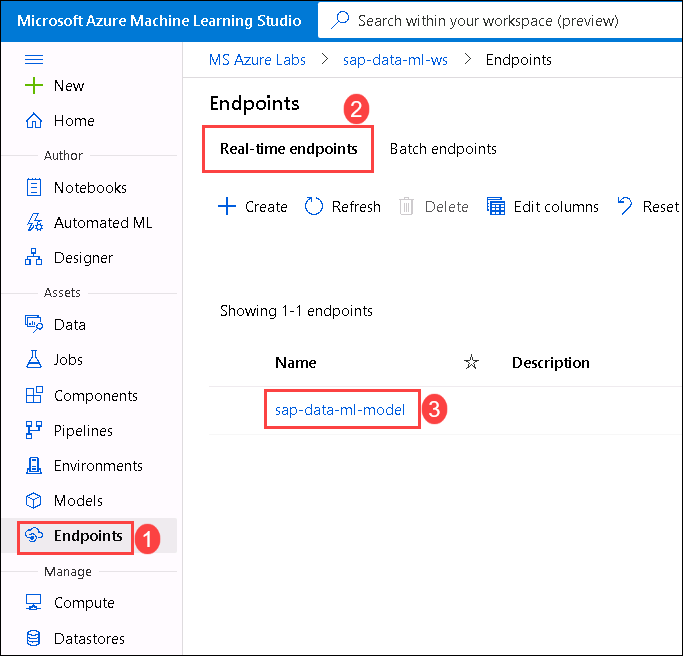 Microsoft Azure Machine Learning Studio
Search within your workspace (preview)
New
Home
Author
Notebooks
Automated ML
Designer
Assets
Data
Jobs
Components
Pipelines
Environments
Models
Endpoints 1
Manage
Compute
Datastores
MS Azure Labs > sap-data-ml-ws > Endpoints
Endpoints
2
Real-time endpoints Batch endpoints
Create Refresh Delete Edit columns Reset
Showing 1-1 endpoints
Name Description
sap-data-ml-model 3